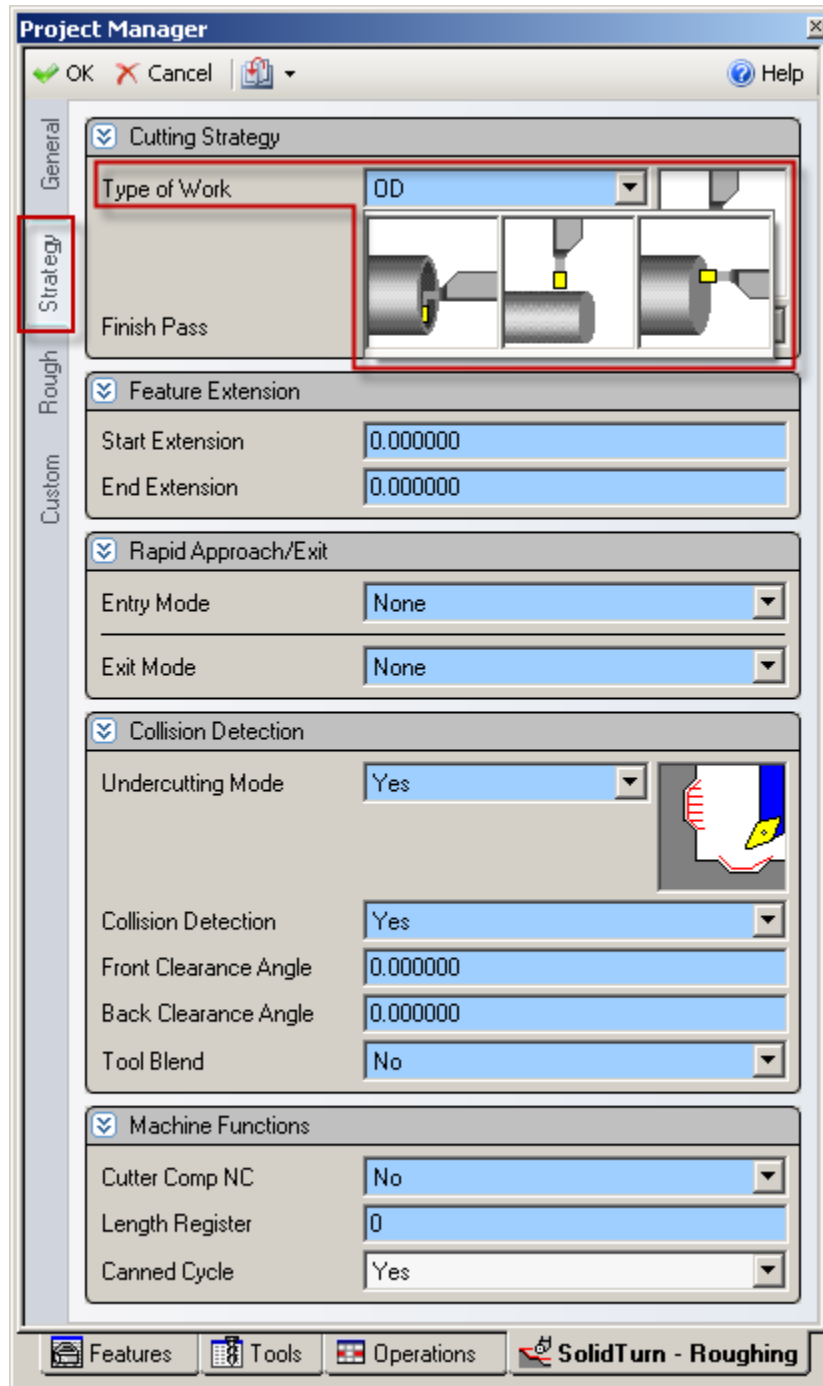 Project Manager
OK Cancel Help
General
Strategy
Rough
Custom
Cutting Strategy
Type of Work OD
Finish Pass
Feature Extension
Start Extension 0.000000
End Extension 0.000000
Rapid Approach/Exit
Entry Mode None
Exit Mode None
Collision Detection
Undercutting Mode Yes
Collision Detection Yes
Front Clearance Angle 0.000000
Back Clearance Angle 0.000000
Tool Blend No
Machine Functions
Cutter Comp NC No
Length Register 0
Canned Cycle Yes
Features Tools Operations SolidTurn - Roughing